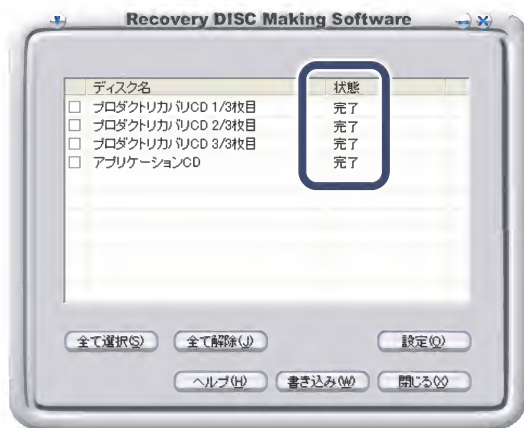 Recovery DISC Making Software
ディスク名 状態
プロダクトリカバリCD 1/3枚目 完了
プロダクトリカバリCD 2/3枚目 完了
プロダクトリカバリCD 3/3枚目 完了
アプリケーションCD 完了
全て選択(S) 全て解除(J) 設定(O)
ヘルプ(H) 書き込み(W) 閉じる(X)